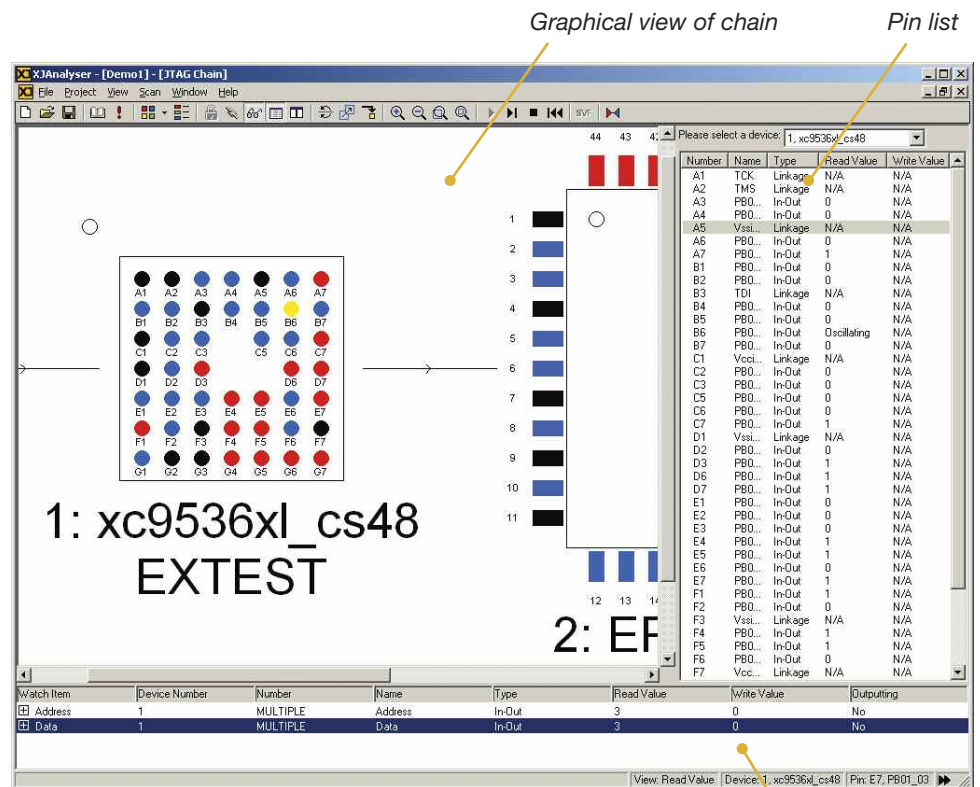 Graphical view of chain Pin list
XJAnalyser - [Demo1] - [JTAG Chain]
File Project View Scan Window Help
SVF
Please select a device: 1, xc9536xl_cs48
Number Name Type Read Value Write Value
A1 TCK Linkage N/A N/A
A2 TMS Linkage N/A N/A
A3 PB0... In-Out 0 N/A
A4 PB0... In-Out 0 N/A
A5 Vssi... Linkage N/A N/A
A6 PB0... In-Out 0 N/A
A7 PB0... In-Out 1 N/A
B1 PB0... In-Out 0 N/A
B2 PB0... In-Out 0 N/A
B3 TDI Linkage N/A N/A
B4 PB0... In-Out 0 N/A
B5 PB0... In-Out 0 N/A
B6 PB0... In-Out Oscillating N/A
B7 PB0... In-Out 0 N/A
C1 Vcci... Linkage N/A N/A
C2 PB0... In-Out 0 N/A
C3 PB0... In-Out 0 N/A
C5 PB0... In-Out 0 N/A
C6 PB0... In-Out 0 N/A
C7 PB0... In-Out 1 N/A
D1 Vssi... Linkage N/A N/A
D2 PB0... In-Out 0 N/A
D3 PB0... In-Out 1 N/A
D6 PB0... In-Out 1 N/A
D7 PB0... In-Out 1 N/A
E1 PB0... In-Out 0 N/A
E2 PB0... In-Out 0 N/A
E3 PB0... In-Out 0 N/A
E4 PB0... In-Out 1 N/A
E5 PB0... In-Out 1 N/A
E6 PB0... In-Out 0 N/A
E7 PB0... In-Out 1 N/A
F1 PB0... In-Out 1 N/A
F2 PB0... In-Out 0 N/A
F3 Vssi... Linkage N/A N/A
F4 PB0... In-Out 1 N/A
F5 PB0... In-Out 1 N/A
F6 PB0... In-Out 0 N/A
F7 Vcc... Linkage N/A N/A
44 43
1
2
3
4
5
6
7
8
9
10
11
12 13
A1 A2 A3 A4 A5 A6 A7
B1 B2 B3 B4 B5 B6 B7
C1 C2 C3 C5 C6 C7
D1 D2 D3 D6 D7
E1 E2 E3 E4 E5 E6 E7
F1 F2 F3 F4 F5 F6 F7
G1 G2 G3 G4 G5 G6 G7
1: xc9536xl_cs48
EXTEST
2:
Watch Item Device Number Number Name Type Read Value Write Value Outputting
Address 1 MULTIPLE Address In-Out 3 0 No
Data 1 MULTIPLE Data In-Out 3 0 No
View: Read Value Device: 1, xc9536xl_cs48 Pin: E7, PB01_03